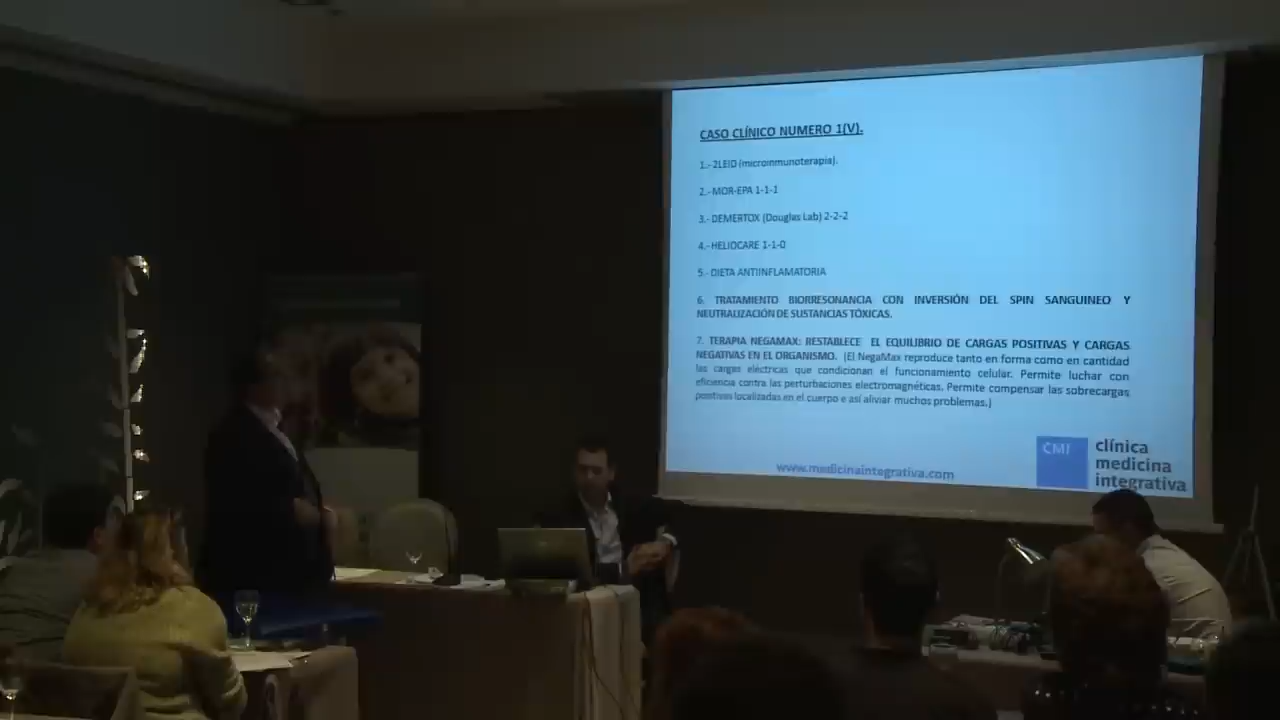 CASO CLÍNICO NUMERO 1(V).
1.- 2LEID (microinmunoterapia).
2.- MOR-EPA 1-1-1
3.- DEMERTOX (Douglas Lab) 2-2-2
4.- HELIOCARE 1-1-0
5.- DIETA ANTIINFLAMATORIA
6. TRATAMIENTO BIORRESONANCIA CON INVERSIÓN DEL SPIN SANGUINEO Y
NEUTRALIZACIÓN DE SUSTANCIAS TÓXICAS.
7. TERAPIA NEGAMAX: RESTABLECE EL EQUILIBRIO DE CARGAS POSITIVAS Y CARGAS
NEGATIVAS EN EL ORGANISMO. (El NegaMax reproduce tanto en forma como en cantidad
las cargas eléctricas que condicionan el funcionamiento celular. Permite luchar con
eficiencia contra las perturbaciones electromagnéticas. Permite compensar las sobrecargas
positivas localizadas en el cuerpo e así aliviar muchos problemas.)
www.medicinaintegrativa.com
CMI
clínica
medicina
integrativa